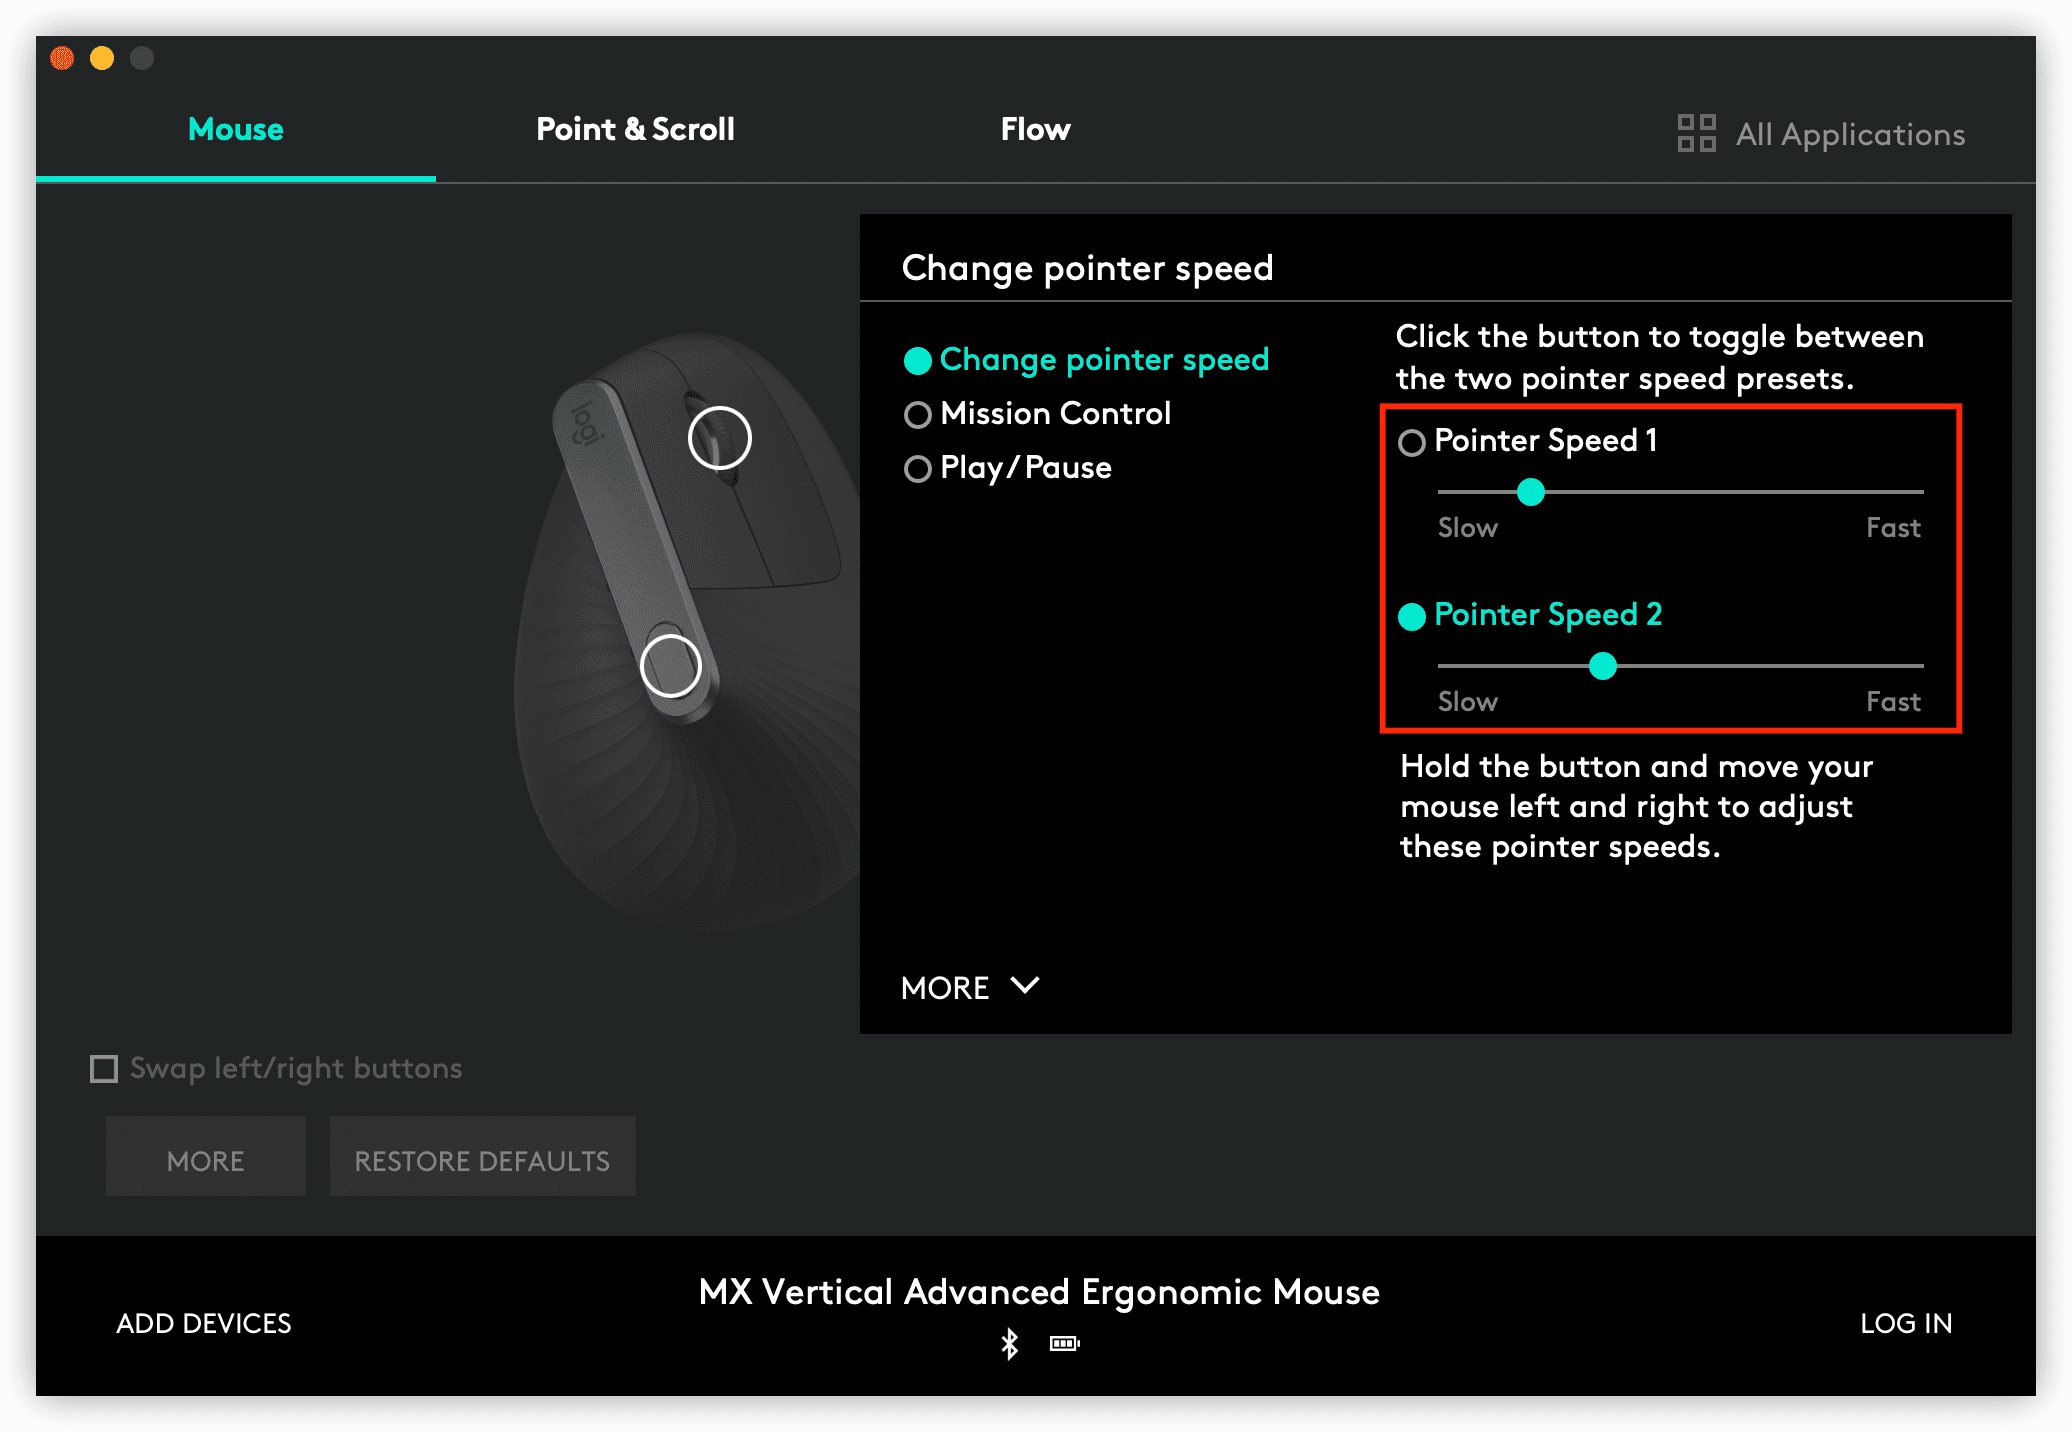 Mouse
Point & Scroll
Flow
All Applications
Change pointer speed
Change pointer speed
Mission Control
Play/Pause
Click the button to toggle between
the two pointer speed presets.
Pointer Speed 1
Slow
Fast
Pointer Speed 2
Slow
Fast
Hold the button and move your
mouse left and right to adjust
these pointer speeds.
MORE
logi
Swap left/right buttons
MORE
RESTORE DEFAULTS
MX Vertical Advanced Ergonomic Mouse
ADD DEVICES
LOG IN